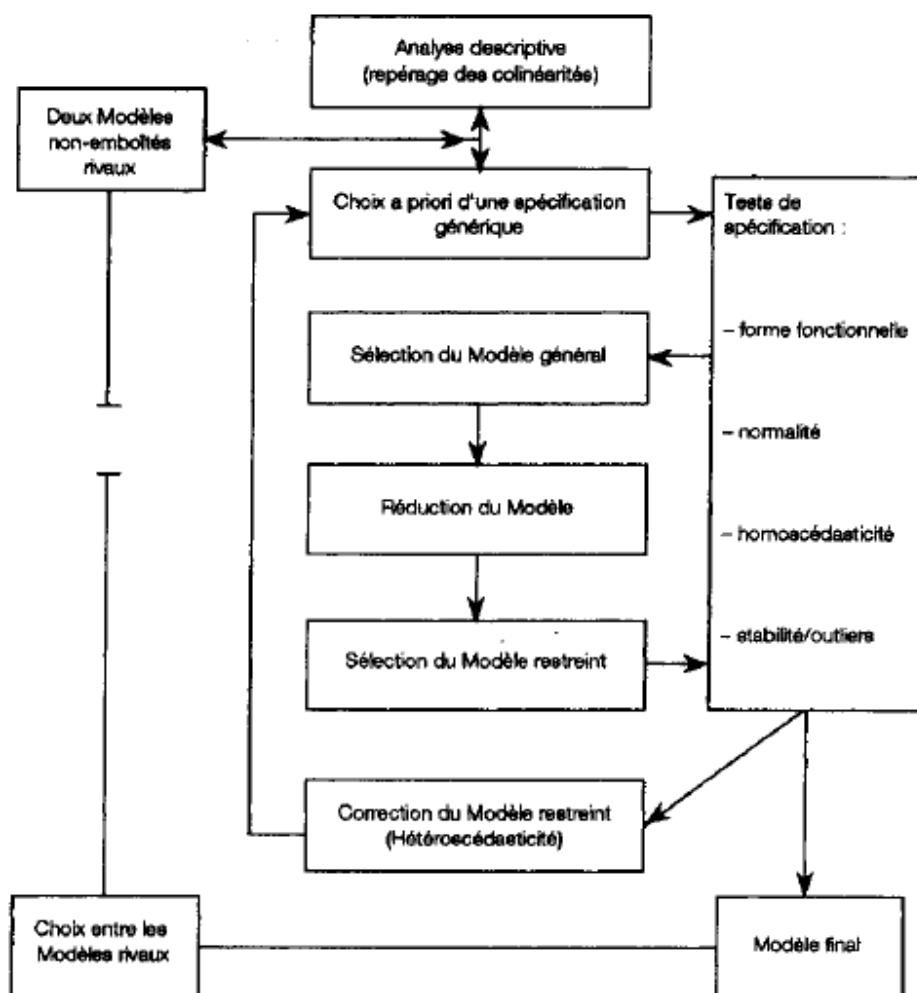 Analyse descriptive
(repérage des colinéarités)
Deux Modèles
non-emboîtés
rivaux
Choix a priori d'une spécification
générique
Tests de
spécification :
– forme fonctionnelle
Sélection du Modèle général
– normalité
Réduction du Modèle
– homoscédasticité
– stabilité/outliers
Sélection du Modèle restreint
Correction du Modèle restreint
(Hétéroscédasticité)
Choix entre les
Modèles rivaux
Modèle final